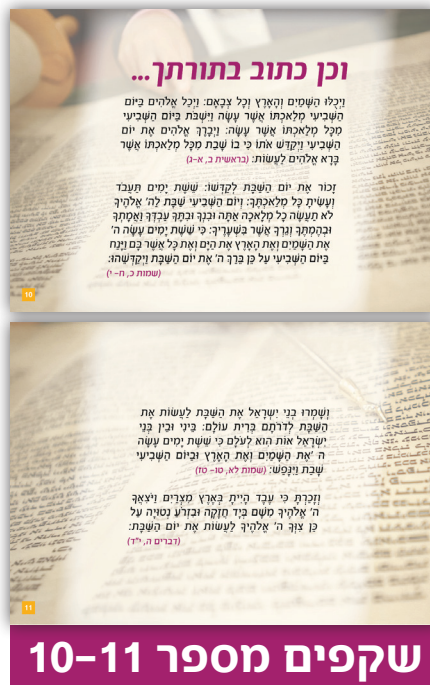 וכן כתוב בתורתך...
וַיְכֻלּוּ הַשָּׁמַיִם וְהָאָרֶץ וְכָל צְבָאָם: וַיְכַל אֱלֹהִים בַּיּוֹם
הַשְּׁבִיעִי מְלַאכְתּוֹ אֲשֶׁר עָשָׂה וַיִּשְׁבֹּת בַּיּוֹם הַשְּׁבִיעִי
מִכָּל מְלַאכְתּוֹ אֲשֶׁר עָשָׂה: וַיְבָרֶךְ אֱלֹהִים אֶת יוֹם
הַשְּׁבִיעִי וַיְקַדֵּשׁ אֹתוֹ כִּי בוֹ שָׁבַת מִכָּל מְלַאכְתּוֹ אֲשֶׁר
בָּרָא אֱלֹהִים לַעֲשׂוֹת: (בראשית ב, א-ג)
זָכוֹר אֶת יוֹם הַשַּׁבָּת לְקַדְּשׁוֹ: שֵׁשֶׁת יָמִים תַּעֲבֹד
וְעָשִׂיתָ כָּל מְלַאכְתֶּךָ: וְיוֹם הַשְּׁבִיעִי שַׁבָּת לַה' אֱלֹהֶיךָ
לֹא תַעֲשֶׂה כָל מְלָאכָה אַתָּה וּבִנְךָ וּבִתֶּךָ עַבְדְּךָ וַאֲמָתְךָ
וּבְהֶמְתֶּךָ וְגֵרְךָ אֲשֶׁר בִּשְׁעָרֶיךָ: כִּי שֵׁשֶׁת יָמִים עָשָׂה ה'
אֶת הַשָּׁמַיִם וְאֶת הָאָרֶץ אֶת הַיָּם וְאֶת כָּל אֲשֶׁר בָּם וַיָּנַח
בַּיּוֹם הַשְּׁבִיעִי עַל כֵּן בֵּרַךְ ה' אֶת יוֹם הַשַּׁבָּת וַיְקַדְּשֵׁהוּ:
(שמות כ, ח- י)
10
וְשָׁמְרוּ בְנֵי יִשְׂרָאֵל אֶת הַשַּׁבָּת לַעֲשׂוֹת אֶת
הַשַּׁבָּת לְדֹרֹתָם בְּרִית עוֹלָם: בֵּינִי וּבֵין בְּנֵי
יִשְׂרָאֵל אוֹת הִוא לְעֹלָם כִּי שֵׁשֶׁת יָמִים עָשָׂה
ה 'אֶת הַשָּׁמַיִם וְאֶת הָאָרֶץ וּבַיּוֹם הַשְּׁבִיעִי
שָׁבַת וַיִּנָּפַשׁ: (שמות לא, טו- טז)
וְזָכַרְתָּ כִּי עֶבֶד הָיִיתָ בְּאֶרֶץ מִצְרַיִם וַיֹּצִאֲךָ
ה' אֱלֹהֶיךָ מִשָּׁם בְּיָד חֲזָקָה וּבִזְרֹעַ נְטוּיָה עַל
כֵּן צִוְּךָ ה' אֱלֹהֶיךָ לַעֲשׂוֹת אֶת יוֹם הַשַּׁבָּת:
(דברים ה, י"ד)
11
שקפים מספר 10-11